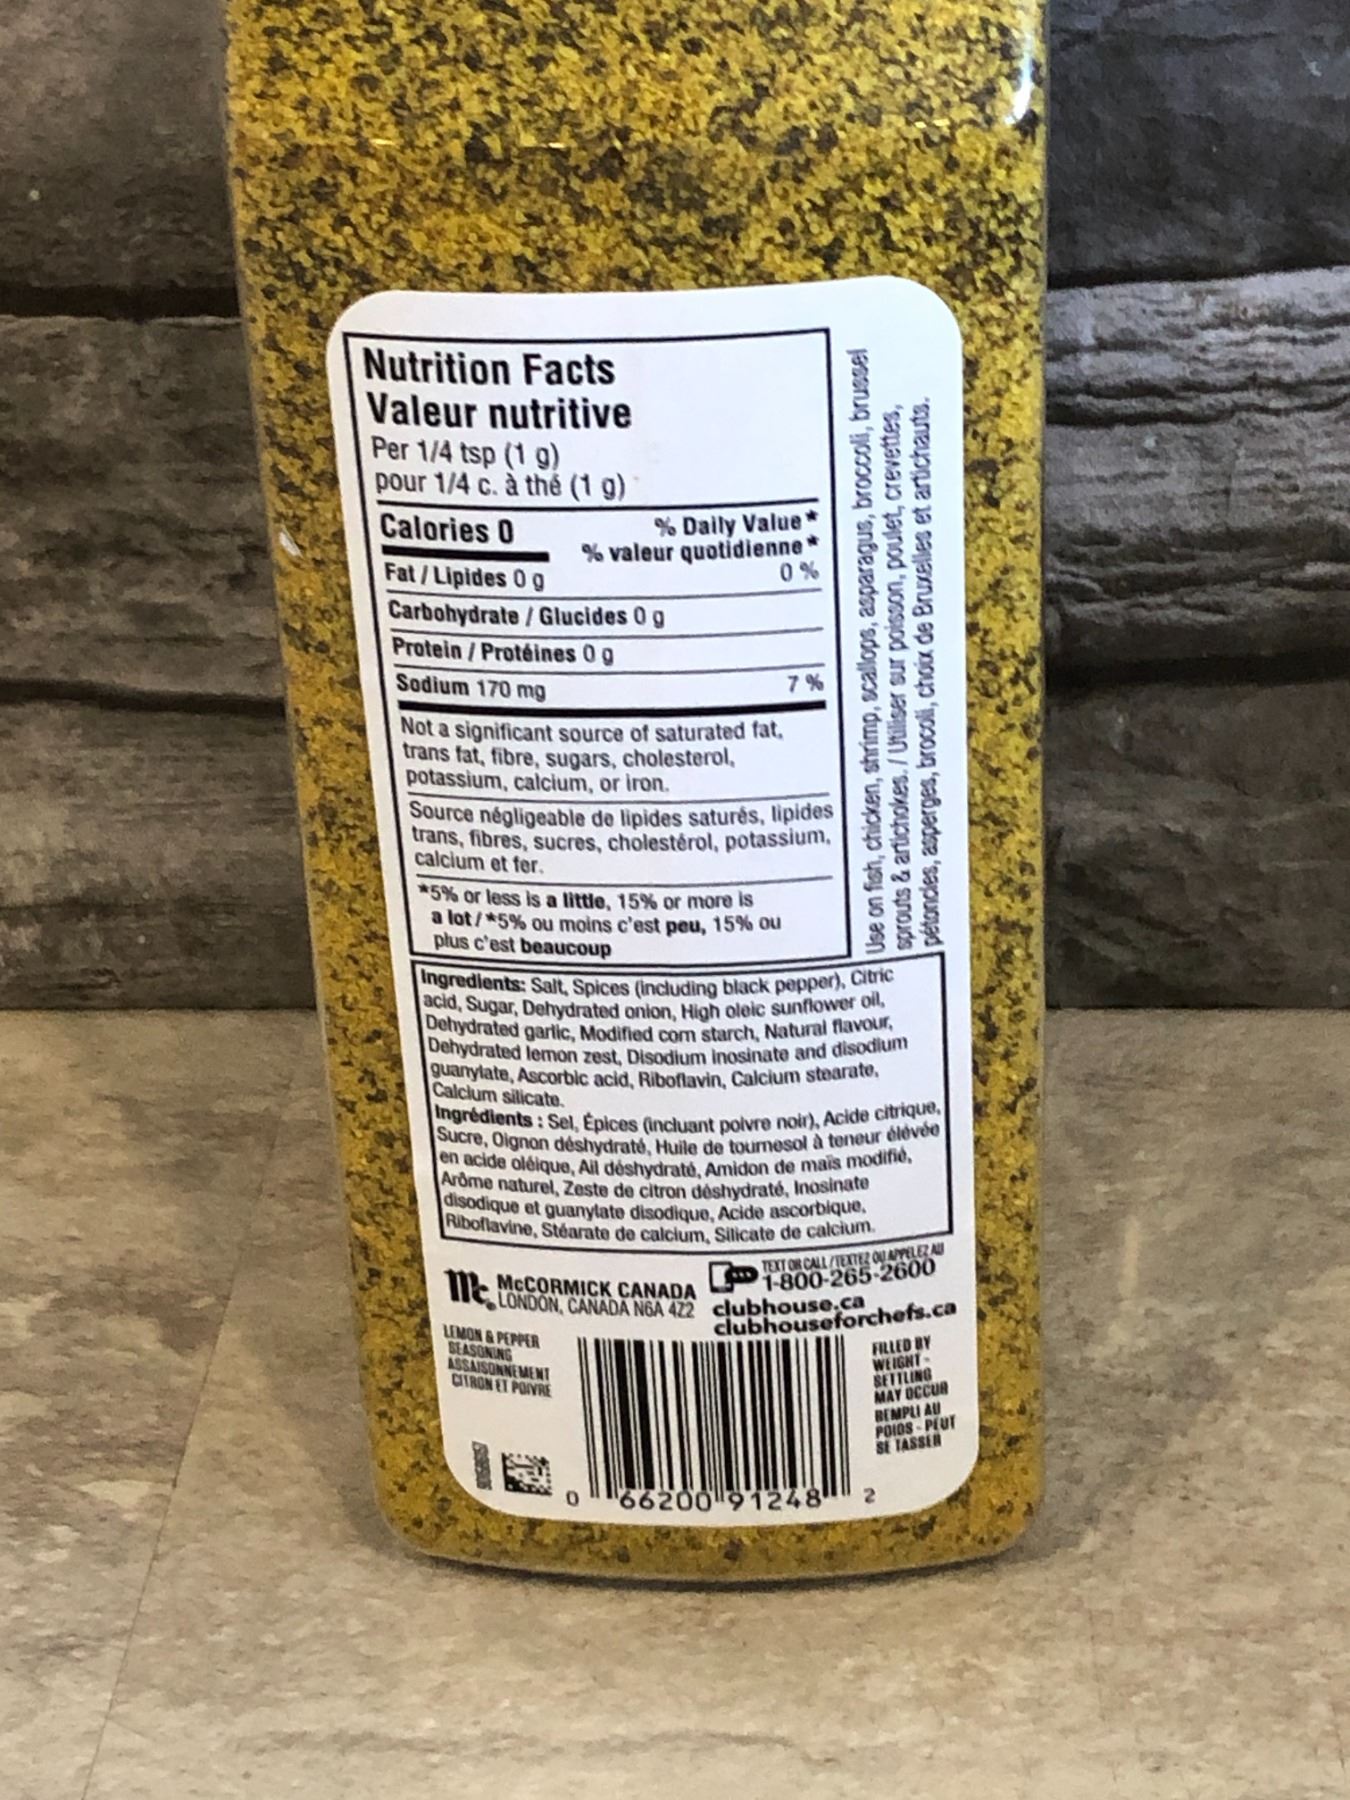 Nutrition Facts
Valeur nutritive
Per 1/4 tsp (1 g)
pour 1/4 c. à thé (1 g)
Calories 0
% Daily Value*
% valeur quotidienne*
Fat / Lipides 0 g 0 %
Carbohydrate / Glucides 0 g
Protein / Protéines 0 g
Sodium 170 mg 7 %
Not a significant source of saturated fat,
trans fat, fibre, sugars, cholesterol,
potassium, calcium, or iron.
Source négligeable de lipides saturés, lipides
trans, fibres, sucres, cholestérol, potassium,
calcium et fer.
*5% or less is a little, 15% or more is
a lot / *5% ou moins c'est peu, 15% ou
plus c'est beaucoup
Use on fish, chicken, shrimp, scallops, asparagus, broccoli, brussel
sprouts & artichokes. / Utiliser sur poisson, poulet, crevettes,
pétoncles, asperges, brocoli, choix de Bruxelles et artichauts.
Ingredients: Salt, Spices (including black pepper), Citric
acid, Sugar, Dehydrated onion, High oleic sunflower oil,
Dehydrated garlic, Modified corn starch, Natural flavour,
Dehydrated lemon zest, Disodium inosinate and disodium
guanylate, Ascorbic acid, Riboflavin, Calcium stearate,
Calcium silicate.
Ingrédients : Sel, Épices (incluant poivre noir), Acide citrique,
Sucre, Oignon déshydraté, Huile de tournesol à teneur élevée
en acide oléique, Ail déshydraté, Amidon de maïs modifié,
Arôme naturel, Zeste de citron déshydraté, Inosinate
disodique et guanylate disodique, Acide ascorbique,
Riboflavine, Stéarate de calcium, Silicate de calcium.
Mc McCORMICK CANADA
LONDON, CANADA N6A 4Z2
TEXT OR CALL / TEXTEZ OU APPELEZ AU
1-800-265-2600
clubhouse.ca
clubhouseforchefs.ca
LEMON & PEPPER
SEASONING
ASSAISONNEMENT
CITRON ET POIVRE
FILLED BY
WEIGHT -
SETTLING
MAY OCCUR
REMPLI AU
POIDS - PEUT
SE TASSER
0 66200 91248 2